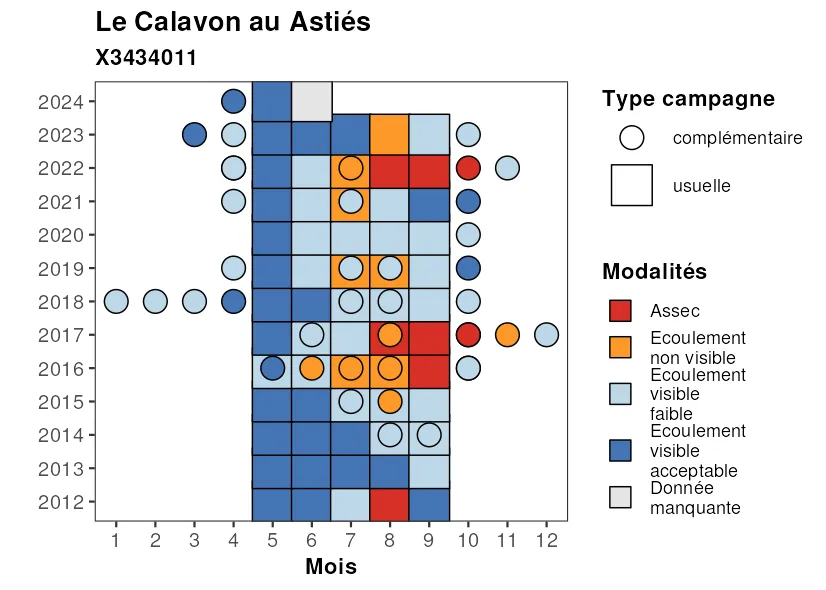 Le Calavon au Astiés
X3434011
2024
2023
2022
2021
2020
2019
2018
2017
2016
2015
2014
2013
2012
1 2 3 4 5 6 7 8 9 10 11 12
Mois
Type campagne
complémentaire
usuelle
Modalités
Assec
Ecoulement
non visible
Ecoulement
visible
faible
Ecoulement
visible
acceptable
Donnée
manquante